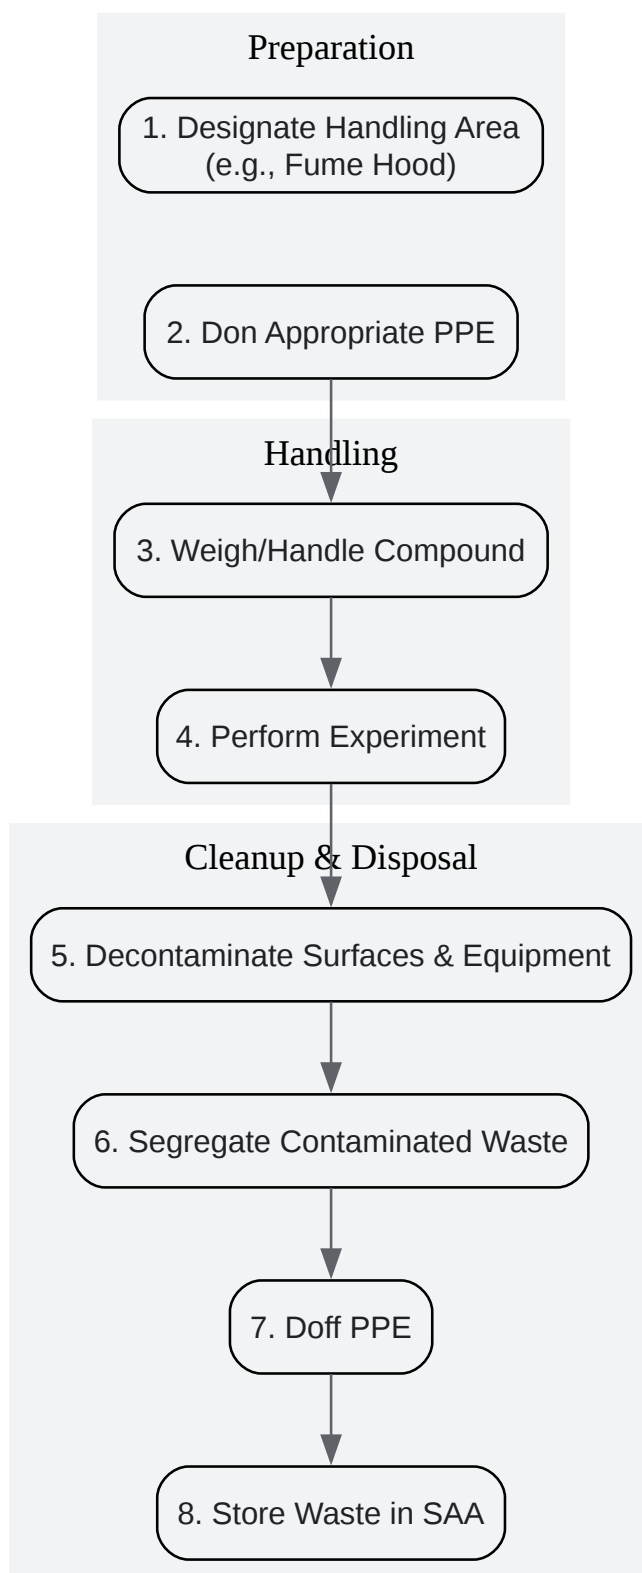 Preparation
1. Designate Handling Area
(e.g., Fume Hood)
2. Don Appropriate PPE
Handling
3. Weigh/Handle Compound
4. Perform Experiment
Cleanup & Disposal
5. Decontaminate Surfaces & Equipment
6. Segregate Contaminated Waste
7. Doff PPE
8. Store Waste in SAA